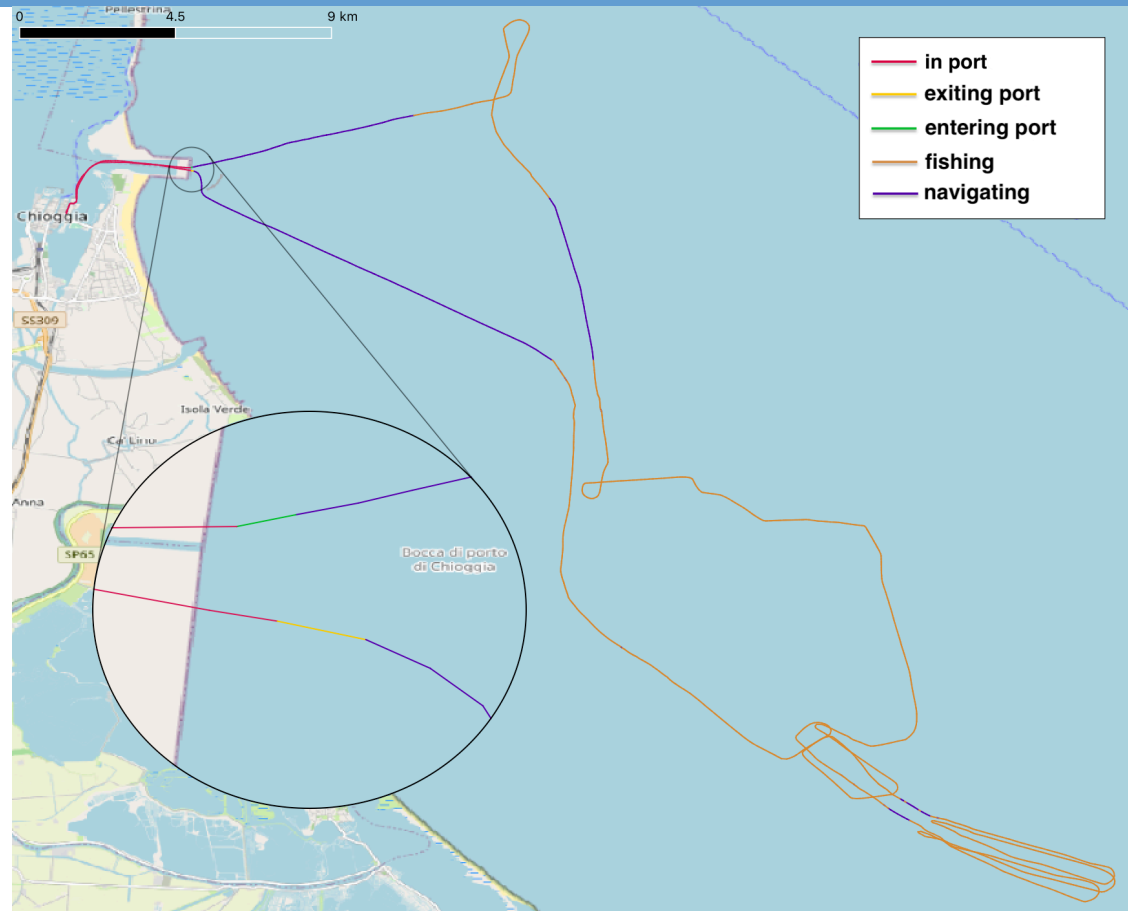 Pellestrina
0 4.5 9 km
in port
exiting port
entering port
fishing
navigating
Chioggia
SS309
Isola Verde
Ca' Lino
Anna
SP65
Bocca di porto
di Chioggia